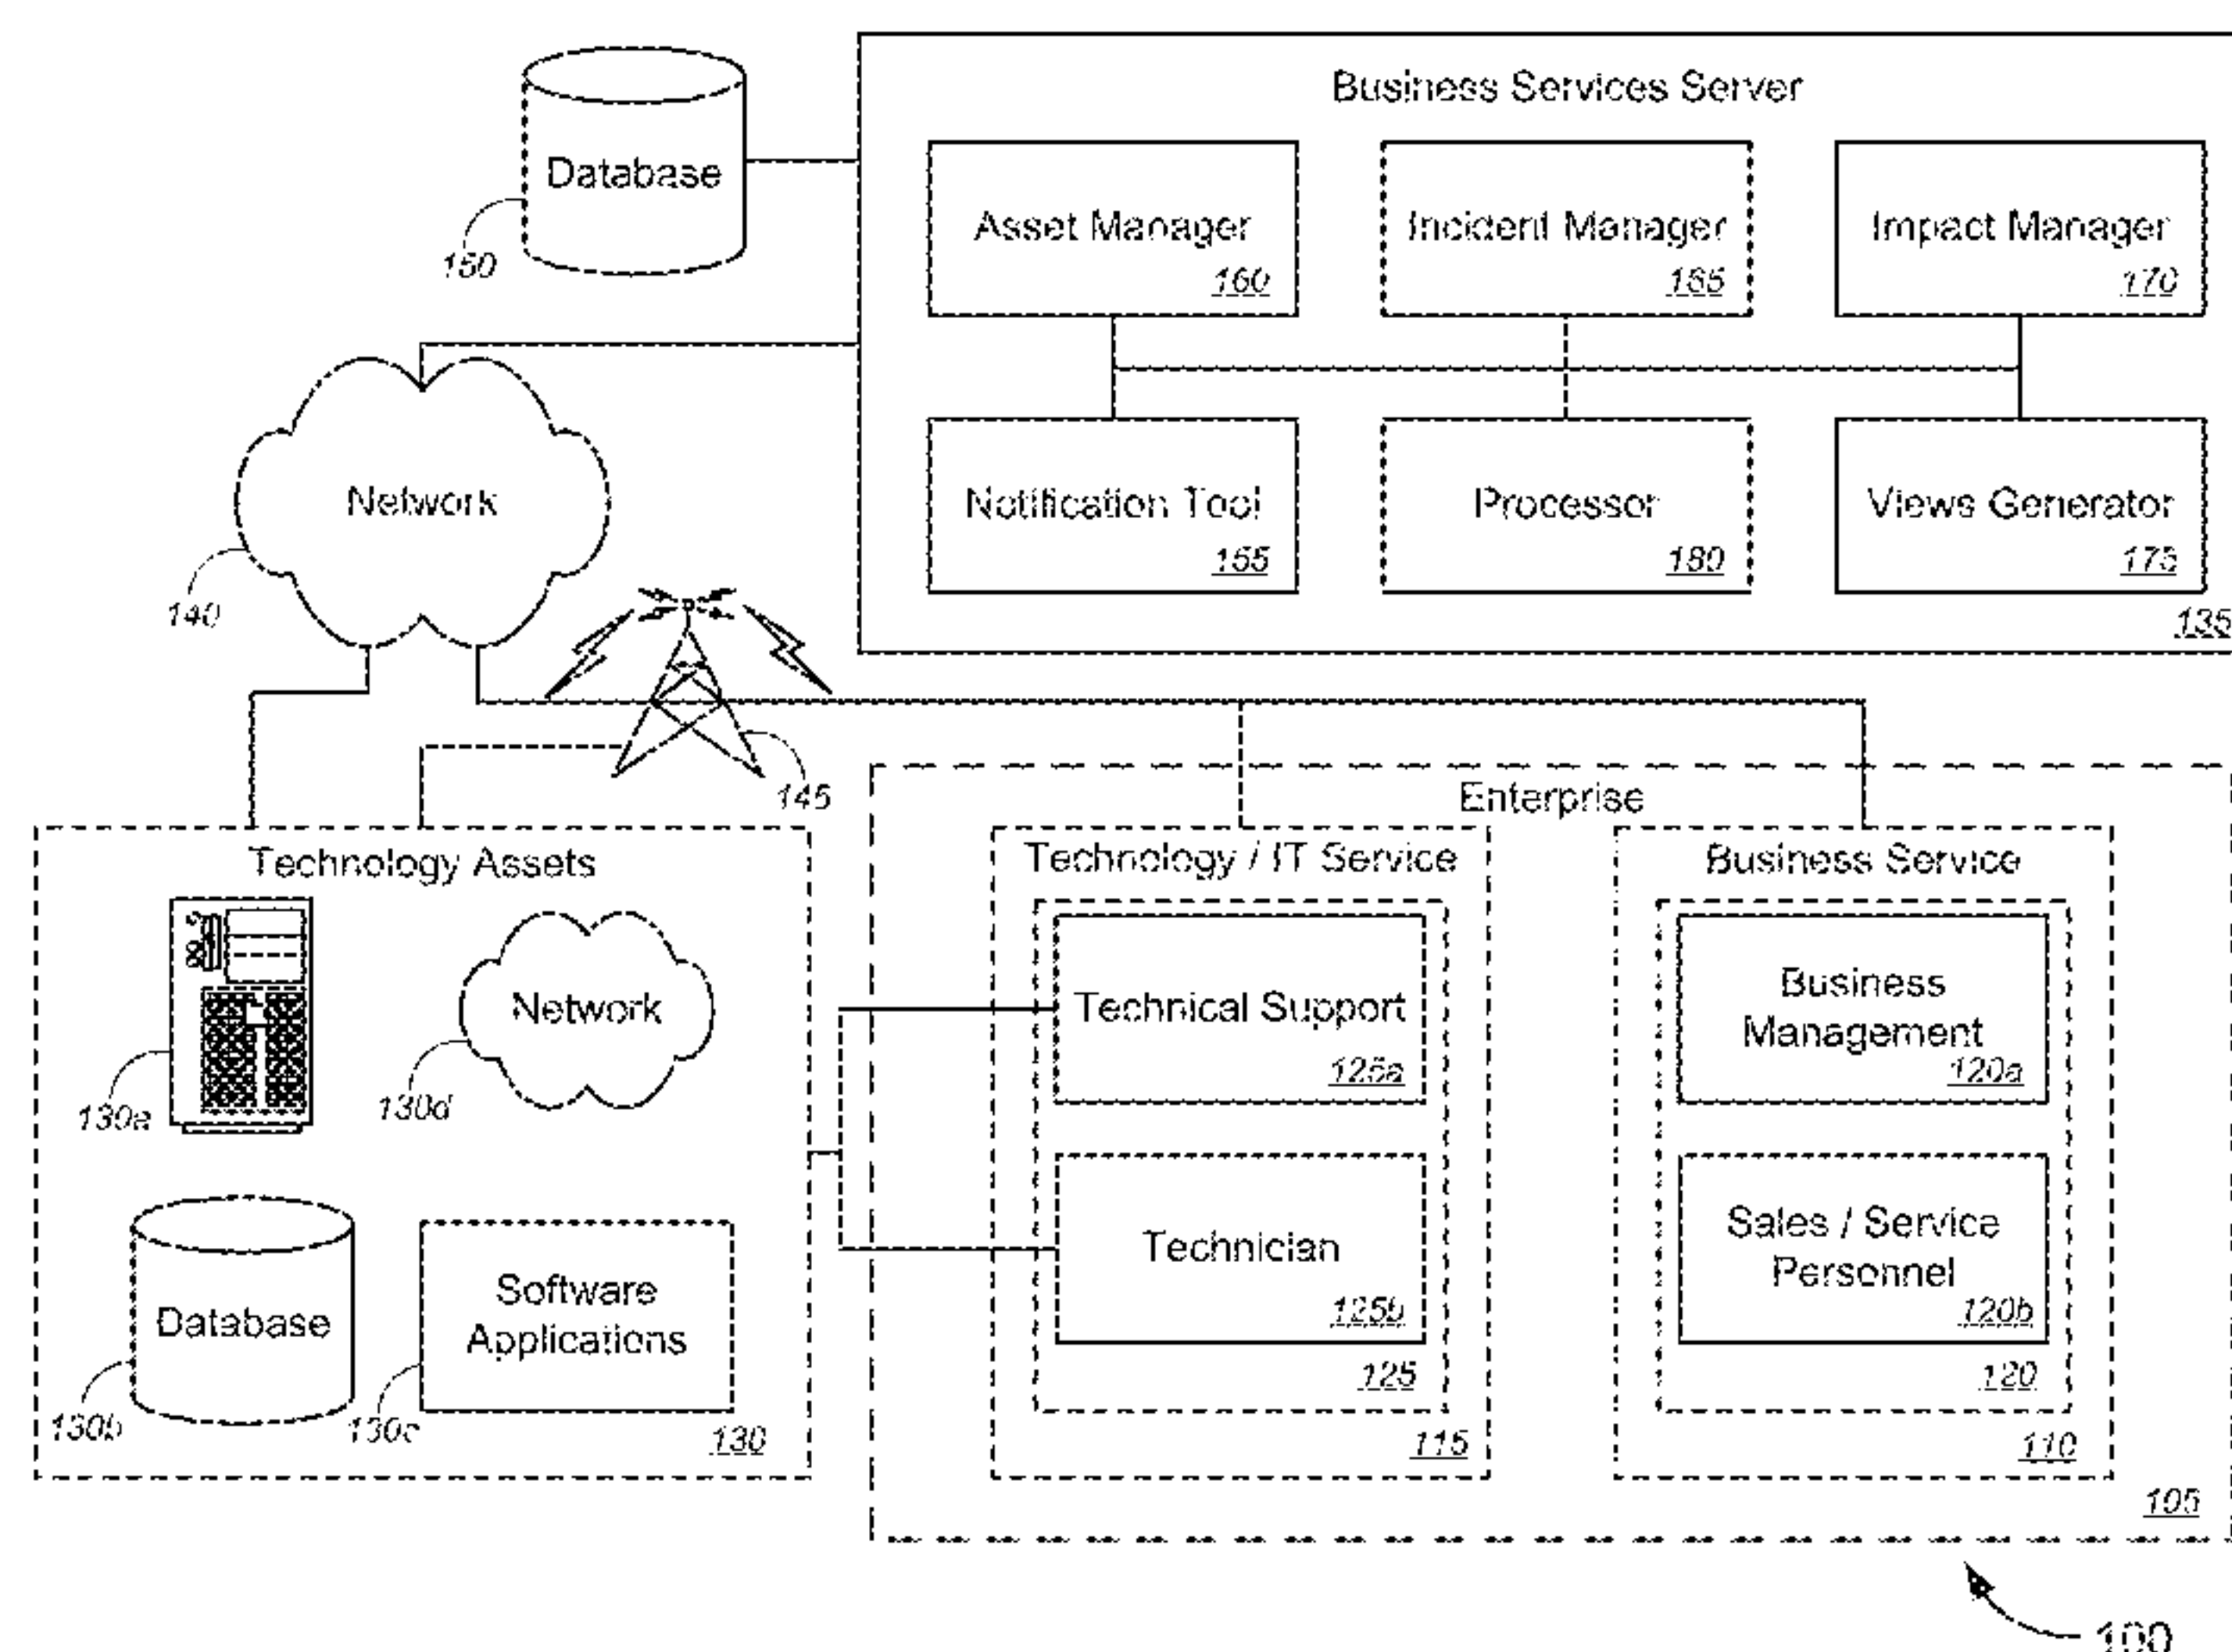 Business Services Server
Database
150
Asset Manager
160
Incident Manager
165
Impact Manager
170
Notification Tool
155
Processor
180
Views Generator
175
135
Network
140
145
Enterprise
Technology Assets
130a
Network
130d
Database
130b
Software
Applications
130c
130
Technology / IT Service
Technical Support
125a
Technician
125b
125
115
Business Service
Business
Management
120a
Sales / Service
Personnel
120b
120
110
105
100